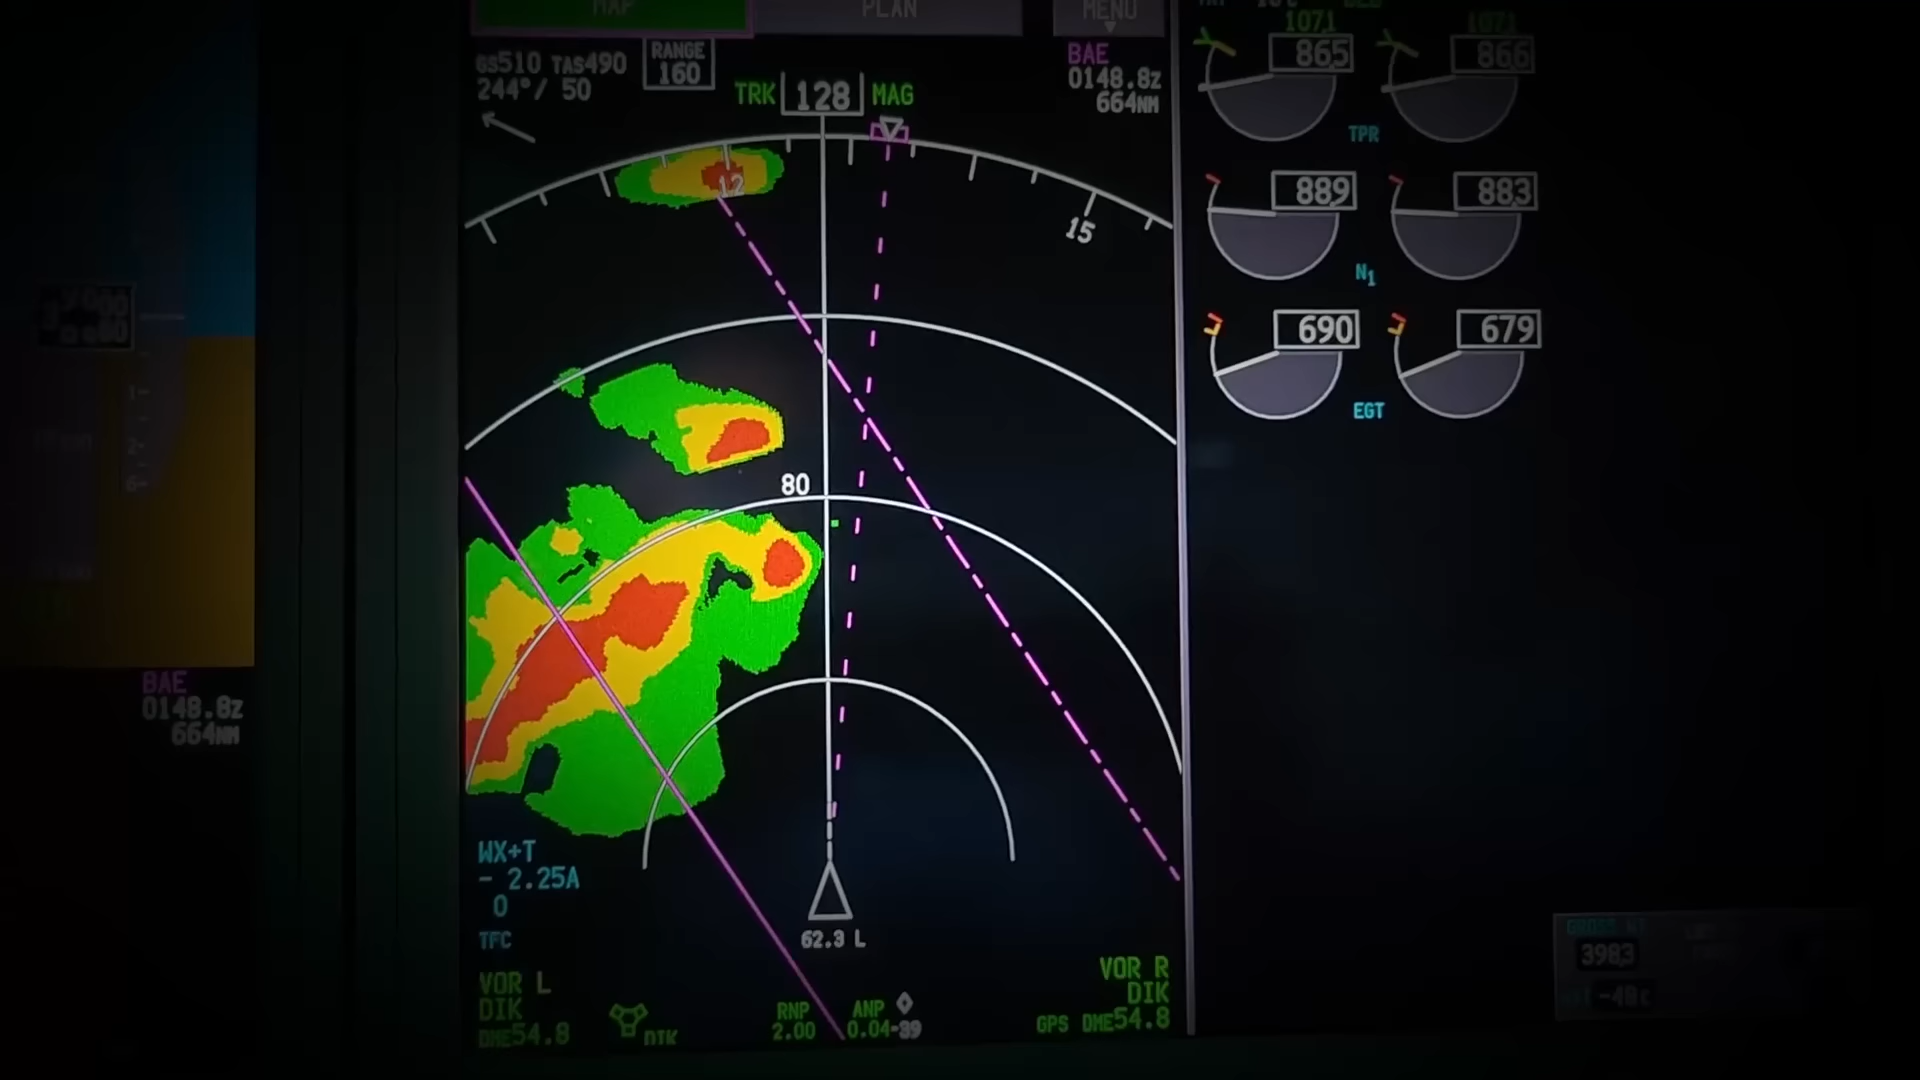 MAP
PLAN
MENU
GS510 TAS490
244°/ 50
RANGE
160
TRK 128 MAG
BAE
0148.8z
664NM
12
15
80
WX+T
- 2.25A
0
TFC
62.3 L
VOR L
DIK
DME54.8
DIK
RNP
2.00
ANP
0.04
-39
VOR R
DIK
GPS DME54.8
1071
1071
865
866
TPR
889
883
N1
690
679
EGT
BAE
0148.8z
664NM
GROSS WT
3983
-40c